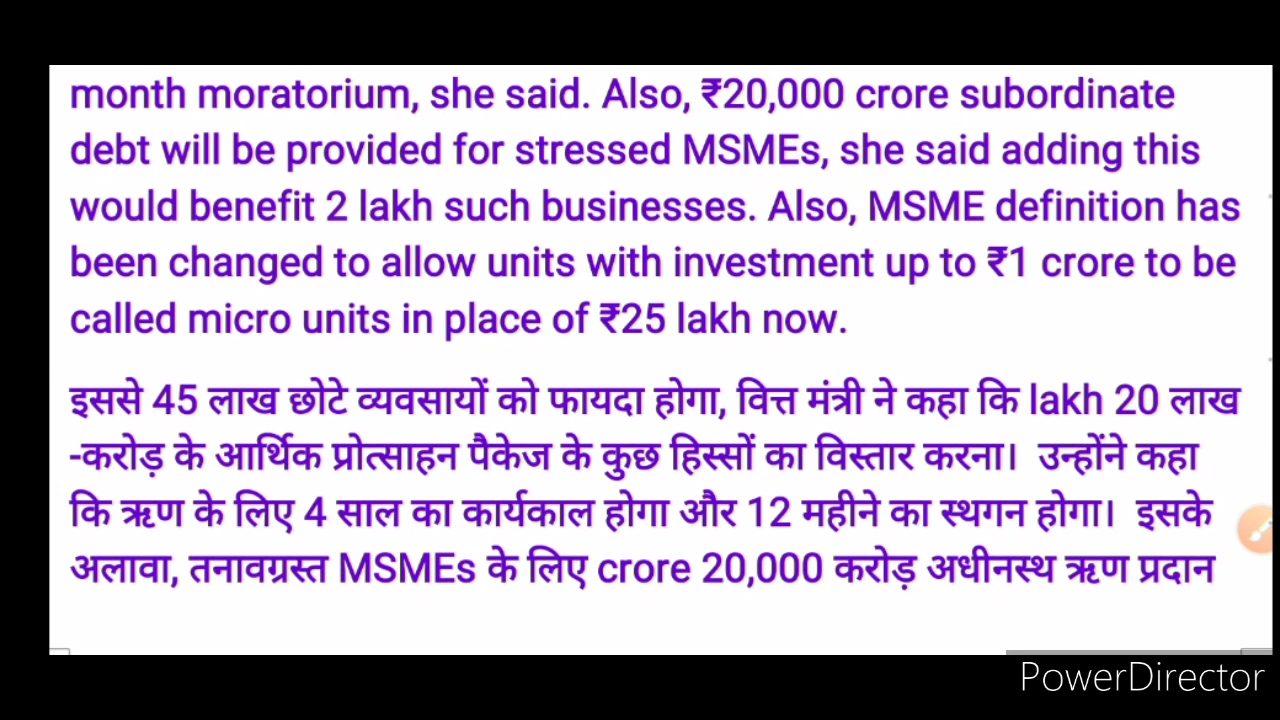 month moratorium, she said. Also, ₹20,000 crore subordinate
debt will be provided for stressed MSMEs, she said adding this
would benefit 2 lakh such businesses. Also, MSME definition has
been changed to allow units with investment up to ₹1 crore to be
called micro units in place of ₹25 lakh now.
इससे 45 लाख छोटे व्यवसायों को फायदा होगा, वित्त मंत्री ने कहा कि lakh 20 लाख
-करोड़ के आर्थिक प्रोत्साहन पैकेज के कुछ हिस्सों का विस्तार करना। उन्होंने कहा
कि ऋण के लिए 4 साल का कार्यकाल होगा और 12 महीने का स्थगन होगा। इसके
अलावा, तनावग्रस्त MSMEs के लिए crore 20,000 करोड़ अधीनस्थ ऋण प्रदान
PowerDirector